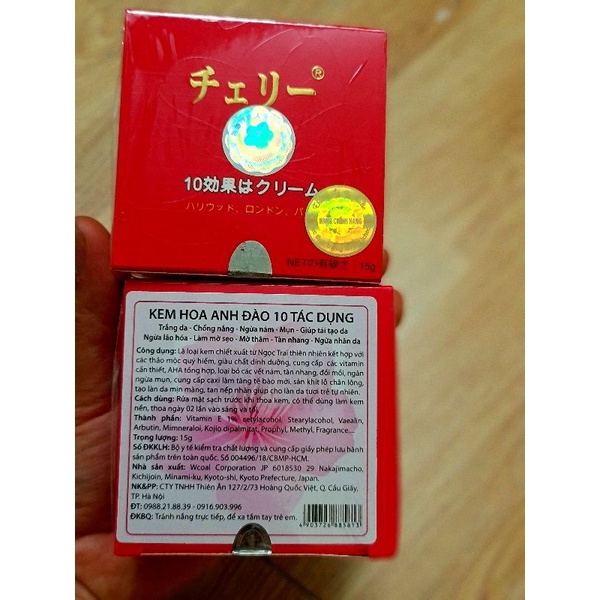 チェリー®
10効果はクリーム
ハリウッド、ロンドン、パ
HÀNG CHÍNH HÃNG
NET 15g
KEM HOA ANH ĐÀO 10 TÁC DỤNG
Trắng da - Chống nắng - Ngừa nám - Mụn - Giúp tái tạo da
Ngừa lão hóa - Làm mờ sẹo - Mờ thâm - Tàn nhang - Ngừa nhăn da
Công dụng: Là loại kem chiết xuất từ Ngọc Trai thiên nhiên kết hợp với
các thảo mộc quý hiếm, giàu chất dinh dưỡng, cung cấp các vitamin
cần thiết, AHA tổng hợp, loại bỏ các vết nám, tàn nhang, đồi mồi, ngăn
ngừa mụn, cung cấp caxi làm tăng tế bào mới, săn khít lỗ chân lông,
tạo làn da mịn màng, tan nếp nhăn giúp cho làn da tươi trẻ tự nhiên.
Cách dùng: Rửa mặt sạch trước khi thoa kem, có thể dùng làm kem
nền, thoa ngày 02 lần vào sáng và tối.
Thành phần: Vitamin E 1%, cetylacohol, Stearylacohol, Vaealin,
Arbutin, Mimneraloi, Kojio dipalmitat, Prophyl, Methyl, Fragrance...
Trọng lượng: 15g
Số ĐKKLH: Bộ y tế kiểm tra chất lượng và cung cấp giấy phép lưu hành
sản phẩm trên toàn quốc. Số 004496/18/CBMP-HCM.
Nhà sản xuất: Wcoal Corporation JP 6018530 29 Nakajimacho,
Kichijoin, Minami-ku, Kyoto-shi, Kyoto Prefecture, Japan.
NK&PP: CTY TNHH Thiên Ân 127/2/73 Hoàng Quốc Việt, Q. Cầu Giấy,
TP. Hà Nội
ĐT: 0988.21.88.39 - 0916.903.996
ĐKBQ: Tránh nắng trực tiếp, để xa tầm tay trẻ em.
4903726885813